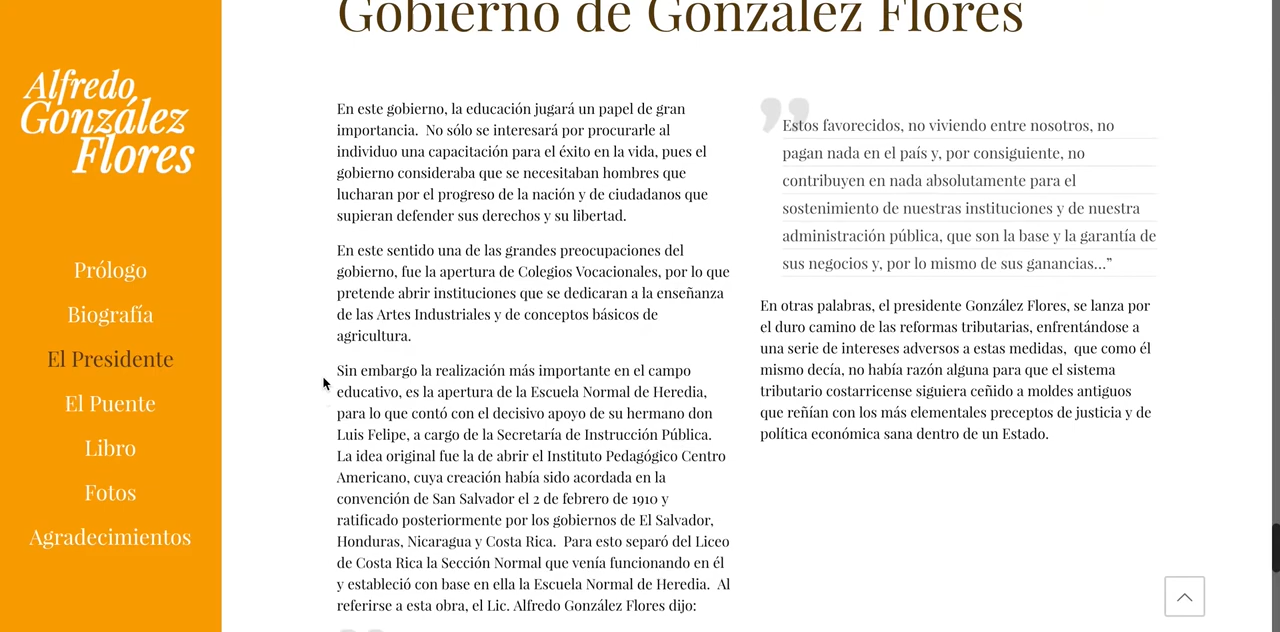 Alfredo
González
Flores
Prólogo
Biografía
El Presidente
El Puente
Libro
Fotos
Agradecimientos
Gobierno de González Flores
En este gobierno, la educación jugará un papel de gran
importancia.  No sólo se interesará por procurarle al
individuo una capacitación para el éxito en la vida, pues el
gobierno consideraba que se necesitaban hombres que
lucharan por el progreso de la nación y de ciudadanos que
supieran defender sus derechos y su libertad.
En este sentido una de las grandes preocupaciones del
gobierno, fue la apertura de Colegios Vocacionales, por lo que
pretende abrir instituciones que se dedicaran a la enseñanza
de las Artes Industriales y de conceptos básicos de
agricultura.
Sin embargo la realización más importante en el campo
educativo, es la apertura de la Escuela Normal de Heredia,
para lo que contó con el decisivo apoyo de su hermano don
Luis Felipe, a cargo de la Secretaría de Instrucción Pública.
La idea original fue la de abrir el Instituto Pedagógico Centro
Americano, cuya creación había sido acordada en la
convención de San Salvador el 2 de febrero de 1910 y
ratificado posteriormente por los gobiernos de El Salvador,
Honduras, Nicaragua y Costa Rica.  Para esto separó del Liceo
de Costa Rica la Sección Normal que venía funcionando en él
y estableció con base en ella la Escuela Normal de Heredia.  Al
referirse a esta obra, el Lic. Alfredo González Flores dijo:
”
Estos favorecidos, no viviendo entre nosotros, no
pagan nada en el país y, por consiguiente, no
contribuyen en nada absolutamente para el
sostenimiento de nuestras instituciones y de nuestra
administración pública, que son la base y la garantía de
sus negocios y, por lo mismo de sus ganancias…”
En otras palabras, el presidente González Flores, se lanza por
el duro camino de las reformas tributarias, enfrentándose a
una serie de intereses adversos a estas medidas,  que como él
mismo decía, no había razón alguna para que el sistema
tributario costarricense siguiera ceñido a moldes antiguos
que reñían con los más elementales preceptos de justicia y de
política económica sana dentro de un Estado.